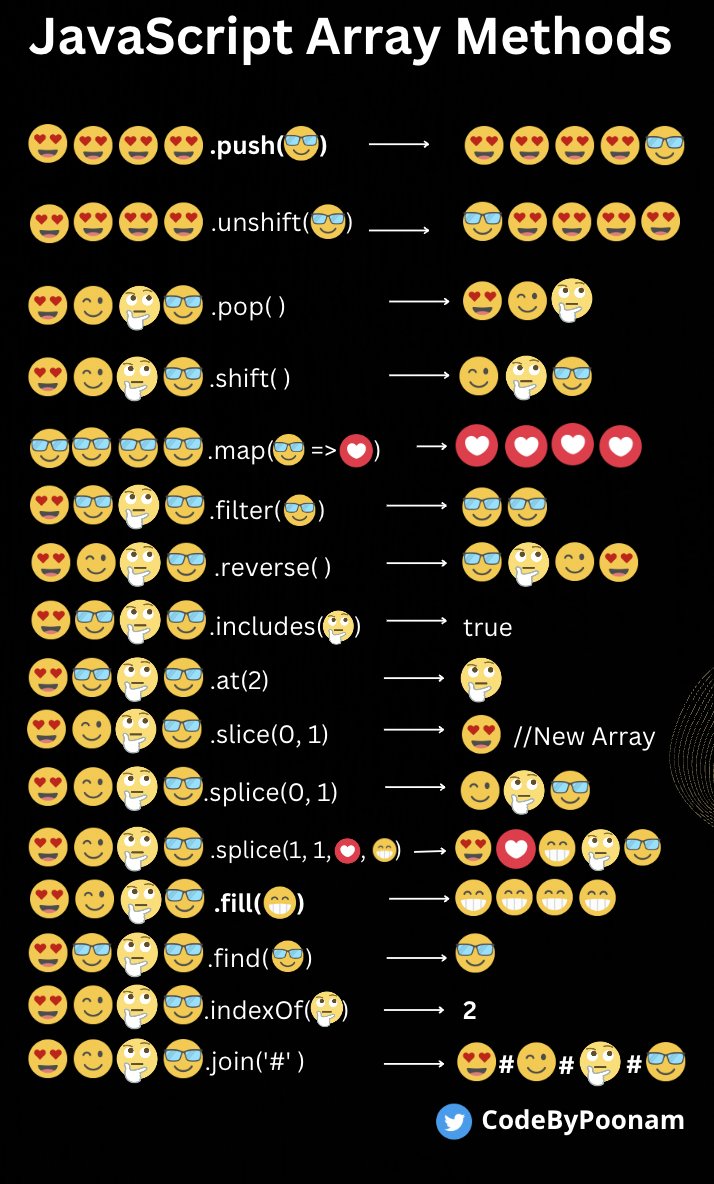 JavaScript Array Methods
😍😍😍😍.push(😎) → 😍😍😍😍😎
😍😍😍😍.unshift(😎) → 😎😍😍😍😍
😍😉🤔😎.pop( ) → 😍😉🤔
😍😉🤔😎.shift( ) → 😉🤔😎
😎😎😎😎.map(😎 => ❤️) → ❤️❤️❤️❤️
😍😎🤔😎.filter(😎) → 😎😎
😍😉🤔😎.reverse( ) → 😎🤔😉😍
😍😎🤔😎.includes(🤔) → true
😍😎🤔😎.at(2) → 🤔
😍😉🤔😎.slice(0, 1) → 😍 //New Array
😍😉🤔😎.splice(0, 1) → 😉🤔😎
😍😉🤔😎.splice(1, 1, ❤️, 😁) → 😍❤️😁🤔😎
😍😉🤔😎.fill(😁) → 😁😁😁😁
😍😎🤔😎.find(😎) → 😎
😍😉🤔😎.indexOf(🤔) → 2
😍😉🤔😎.join('#' ) → 😍#😉#🤔#😎
CodeByPoonam